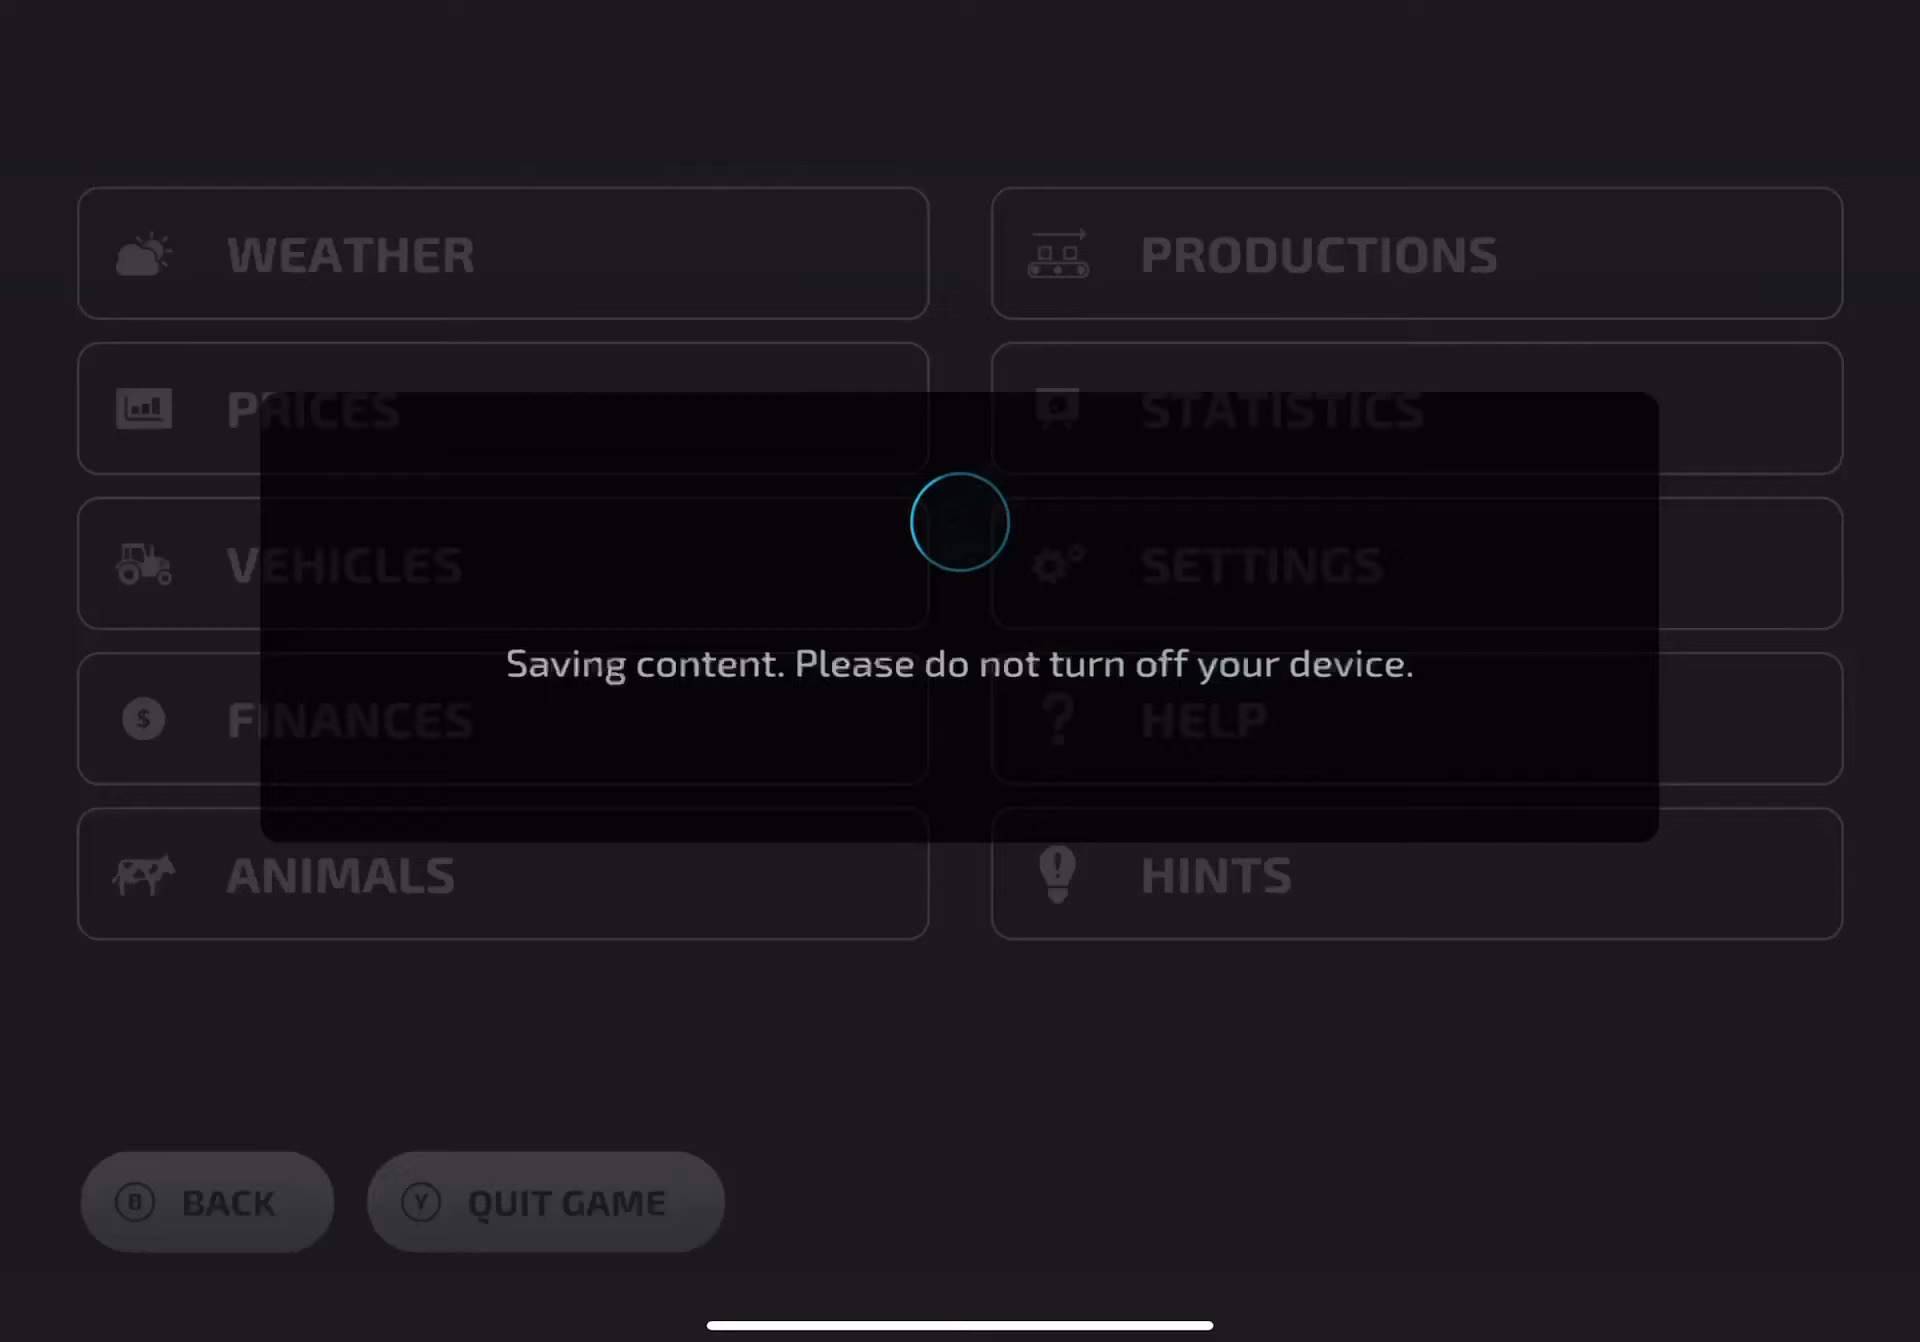 WEATHER
PRODUCTIONS
PRICES
STATISTICS
VEHICLES
SETTINGS
Saving content. Please do not turn off your device.
$ FINANCES
? HELP
ANIMALS
HINTS
B BACK
Y QUIT GAME